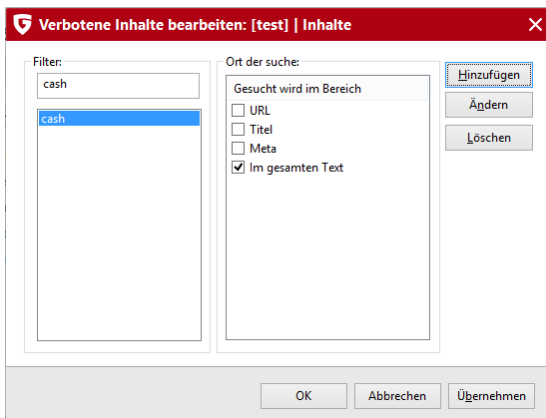 Verbotene Inhalte bearbeiten: [test] | Inhalte
Filter:
cash
cash
Ort der suche:
Gesucht wird im Bereich
URL
Titel
Meta
Im gesamten Text
Hinzufügen
Ändern
Löschen
OK
Abbrechen
Übernehmen